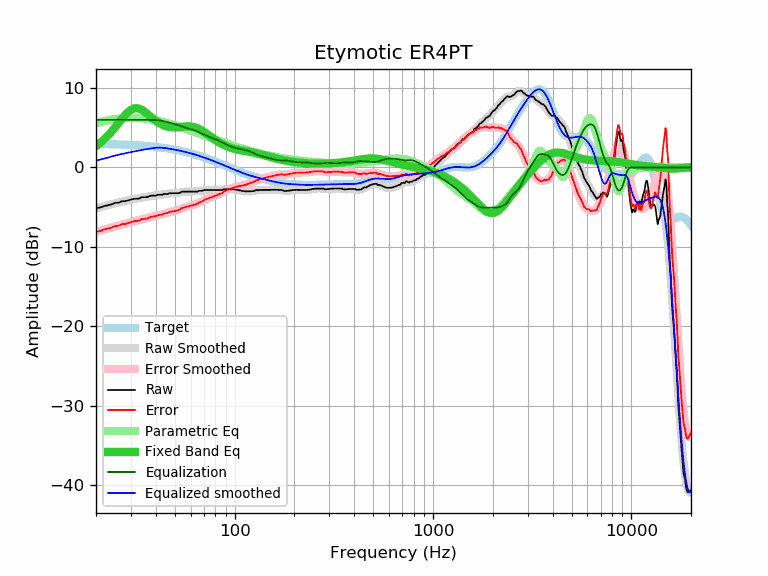 Etymotic ER4PT
10
0
−10
−20
−30
−40
Amplitude (dBr)
Target
Raw Smoothed
Error Smoothed
Raw
Error
Parametric Eq
Fixed Band Eq
Equalization
Equalized smoothed
100
1000
10000
Frequency (Hz)